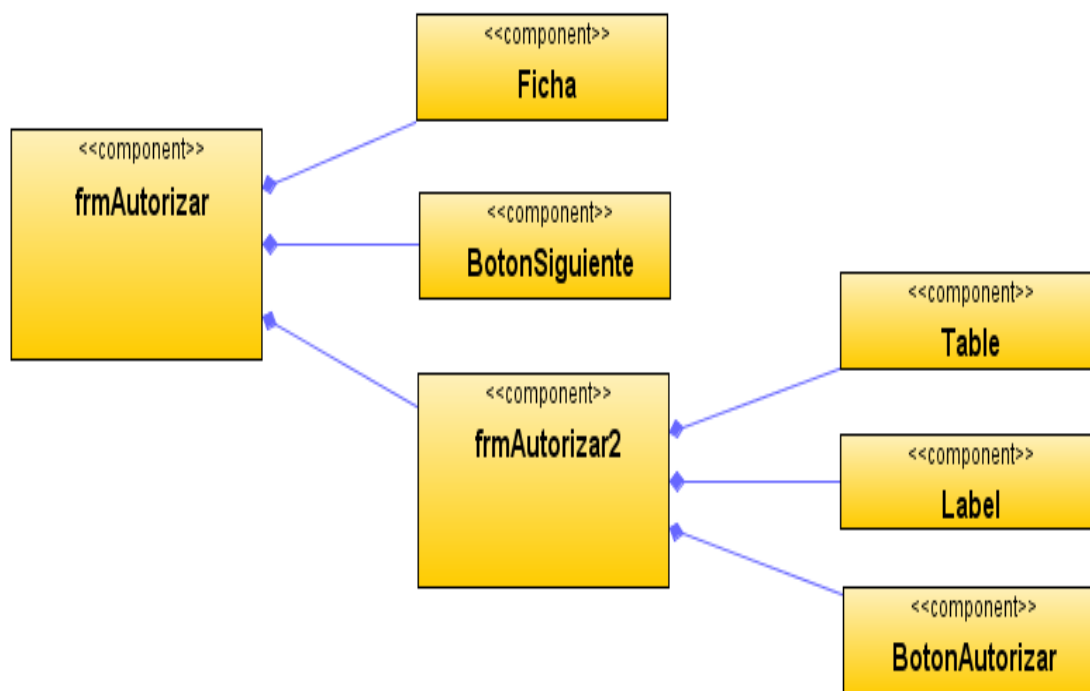 <<component>>
Ficha
<<component>>
frmAutorizar
<<component>>
BotonSiguiente
<<component>>
Table
<<component>>
frmAutorizar2
<<component>>
Label
<<component>>
BotonAutorizar